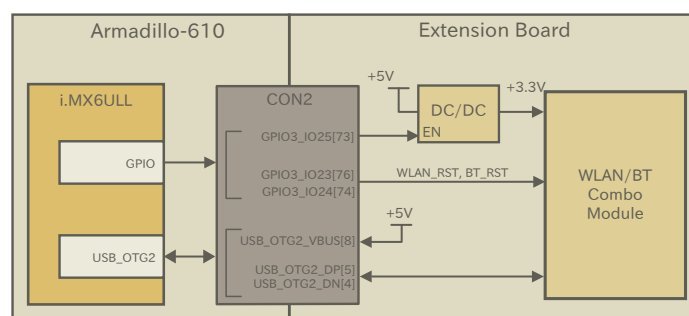 Armadillo-610
Extension Board
i.MX6ULL
CON2
+5V
DC/DC
+3.3V
EN
GPIO
GPIO3_IO25[73]
GPIO3_IO23[76]
GPIO3_IO24[74]
WLAN_RST, BT_RST
WLAN/BT
Combo
Module
+5V
USB_OTG2
USB_OTG2_VBUS[8]
USB_OTG2_DP[5]
USB_OTG2_DN[4]